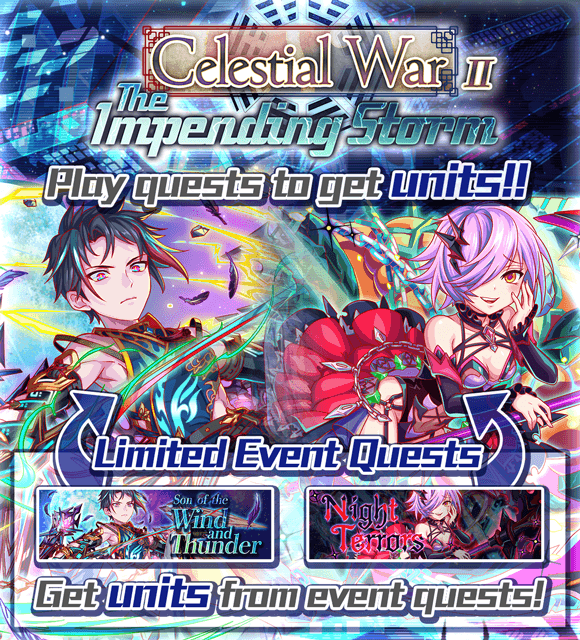 Celestial War II
The
Impending Storm
Play quests to get units!!
Limited Event Quests
Son of the
Wind
and
Thunder
Night
Terrors
Get units from event quests!